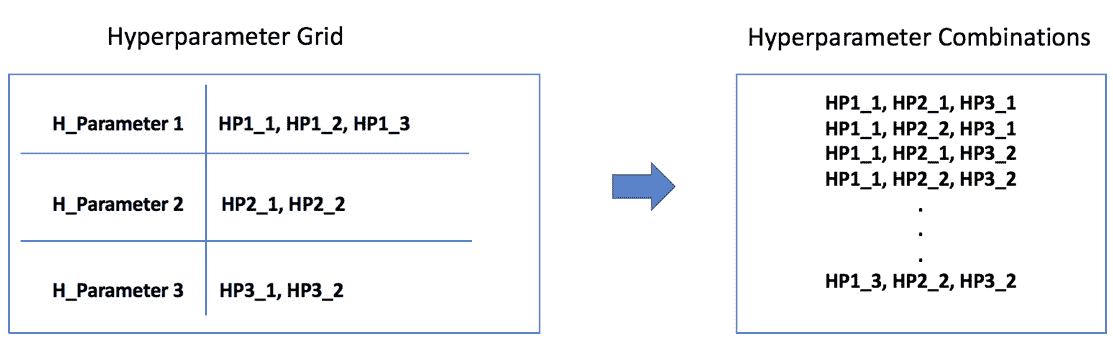 Hyperparameter Grid
H_Parameter 1
HP1_1, HP1_2, HP1_3
H_Parameter 2
HP2_1, HP2_2
H_Parameter 3
HP3_1, HP3_2
Hyperparameter Combinations
HP1_1, HP2_1, HP3_1
HP1_1, HP2_2, HP3_1
HP1_1, HP2_1, HP3_2
HP1_1, HP2_2, HP3_2
.
.
.
HP1_3, HP2_2, HP3_2